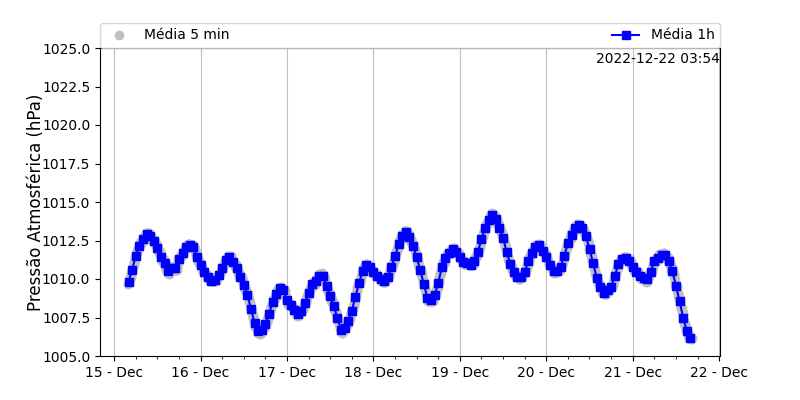 Média 5 min
Média 1h
2022-12-22 03:54
Pressão Atmosférica (hPa)
1025.0
1022.5
1020.0
1017.5
1015.0
1012.5
1010.0
1007.5
1005.0
15 - Dec
16 - Dec
17 - Dec
18 - Dec
19 - Dec
20 - Dec
21 - Dec
22 - Dec